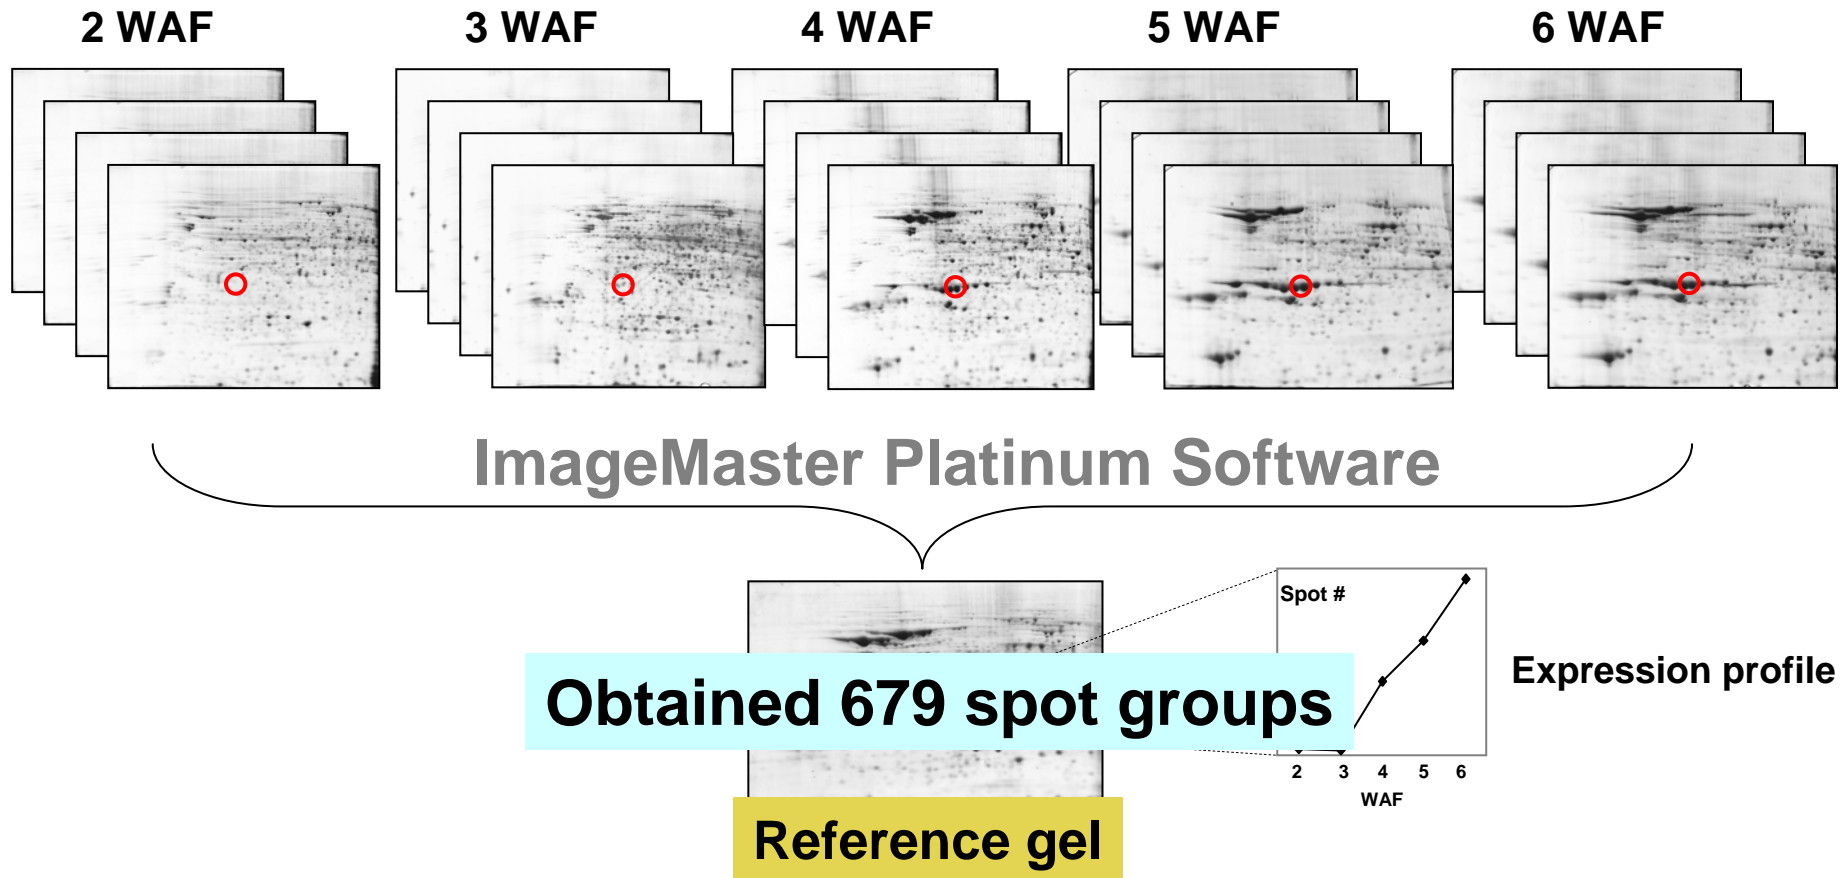 2 WAF 3 WAF 4 WAF 5 WAF 6 WAF
ImageMaster Platinum Software
Spot #
Expression profile
Obtained 679 spot groups
2 3 4 5 6
WAF
Reference gel